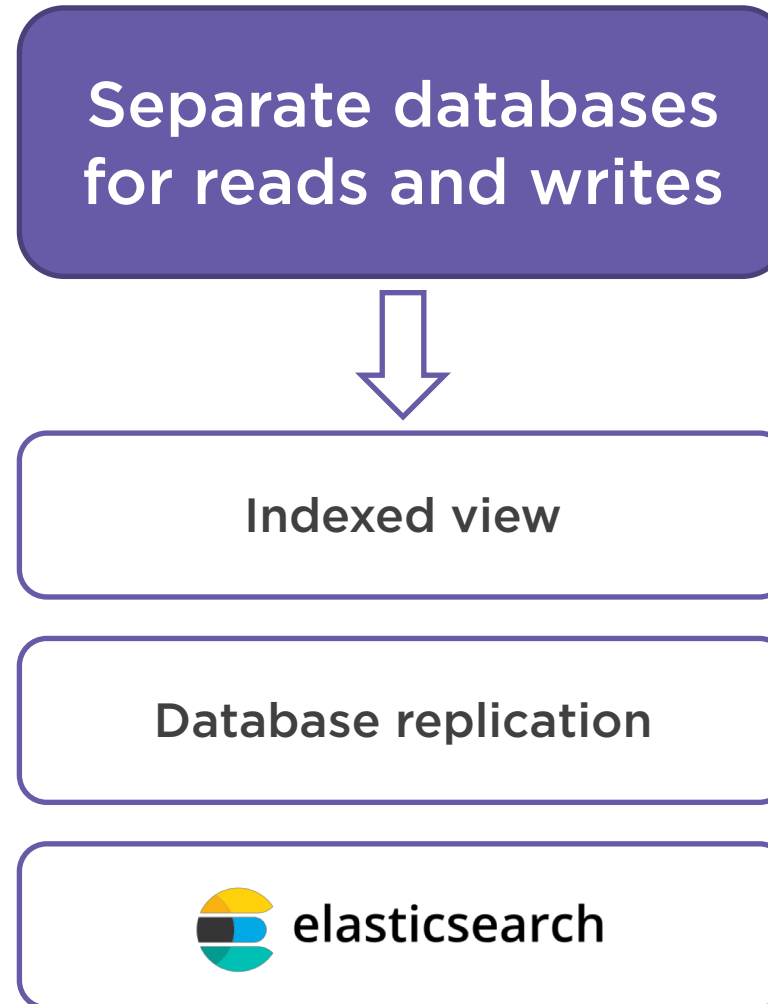 Separate databases
for reads and writes
Indexed view
Database replication
elasticsearch